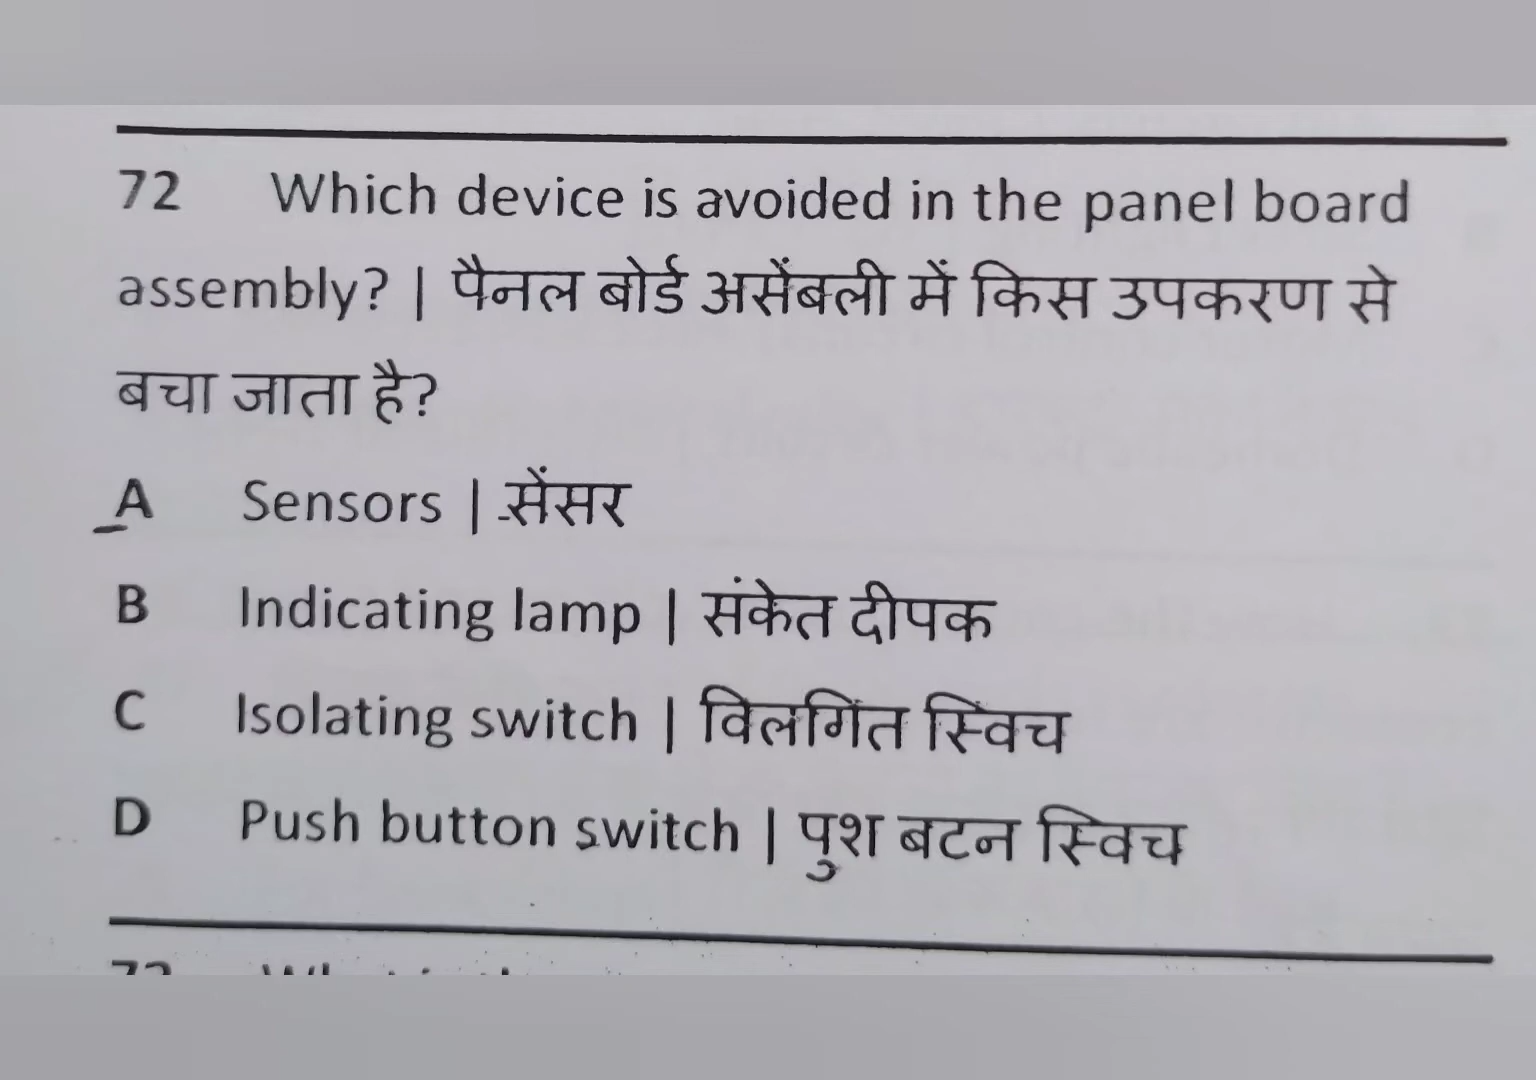 72 Which device is avoided in the panel board
assembly? | पैनल बोर्ड असेंबली में किस उपकरण से
बचा जाता है?
A Sensors | सेंसर
B Indicating lamp | संकेत दीपक
C Isolating switch | विलगिंत स्विच
D Push button switch | पुश बटन स्विच